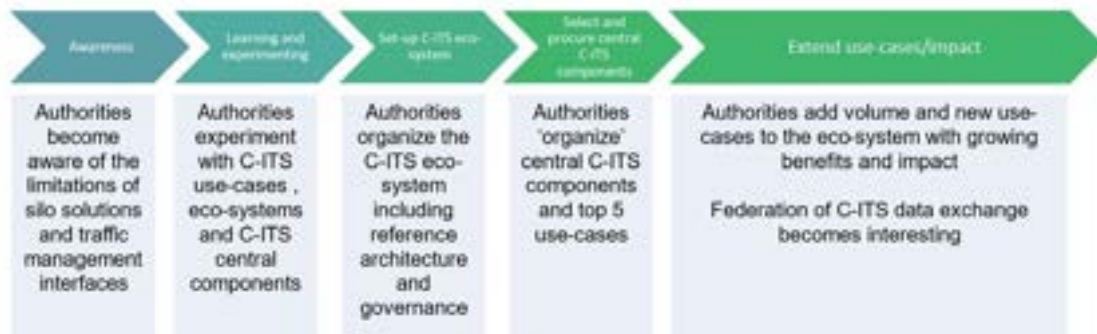 Awareness
Learning and
experimenting
Set-up C-ITS eco-
system
Select and
procure central
C-ITS
components
Extend use-cases/impact
Authorities
become
aware of the
limitations of
silo solutions
and traffic
management
interfaces
Authorities
experiment
with C-ITS
use-cases ,
eco-systems
and C-ITS
central
components
Authorities
organize the
C-ITS eco-
system
including
reference
architecture
and
governance
Authorities
'organize'
central C-ITS
components
and top 5
use-cases
Authorities add volume and new use-
cases to the eco-system with growing
benefits and impact
Federation of C-ITS data exchange
becomes interesting